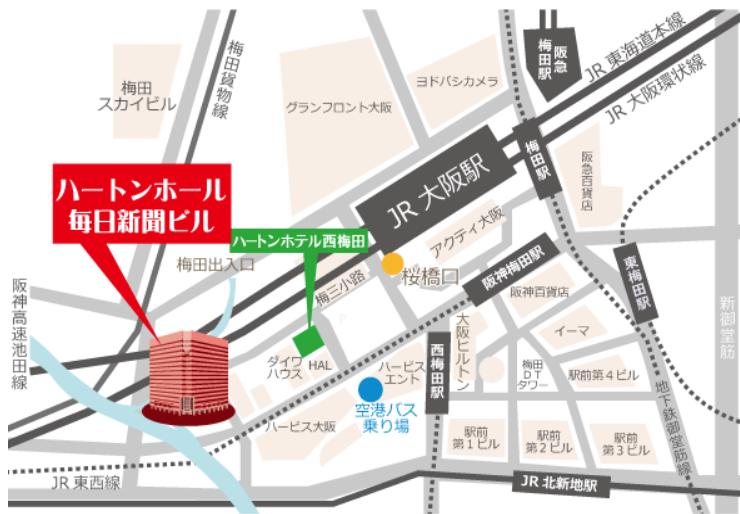 梅田
スカイビル
梅田貨物線
グランフロント大阪
ヨドバシカメラ
阪急
梅田駅
JR 東海道本線
JR 大阪環状線
ハートンホール
毎日新聞ビル
ハートンホテル西梅田
JR 大阪駅
梅田駅
阪急百貨店
アクティ大阪
梅田出入口
梅三小路
桜橋口
阪神梅田駅
東梅田駅
阪神高速池田線
阪神百貨店
新御堂筋
大阪ヒルトン
イーマ
ダイワ
ハウス
HAL
ハービス
エント
西梅田駅
梅田
DT
タワー
駅前第4ビル
空港バス
乗り場
ハービス大阪
駅前
第1ビル
駅前
第2ビル
駅前
第3ビル
地下鉄御堂筋線
JR 東西線
JR 北新地駅